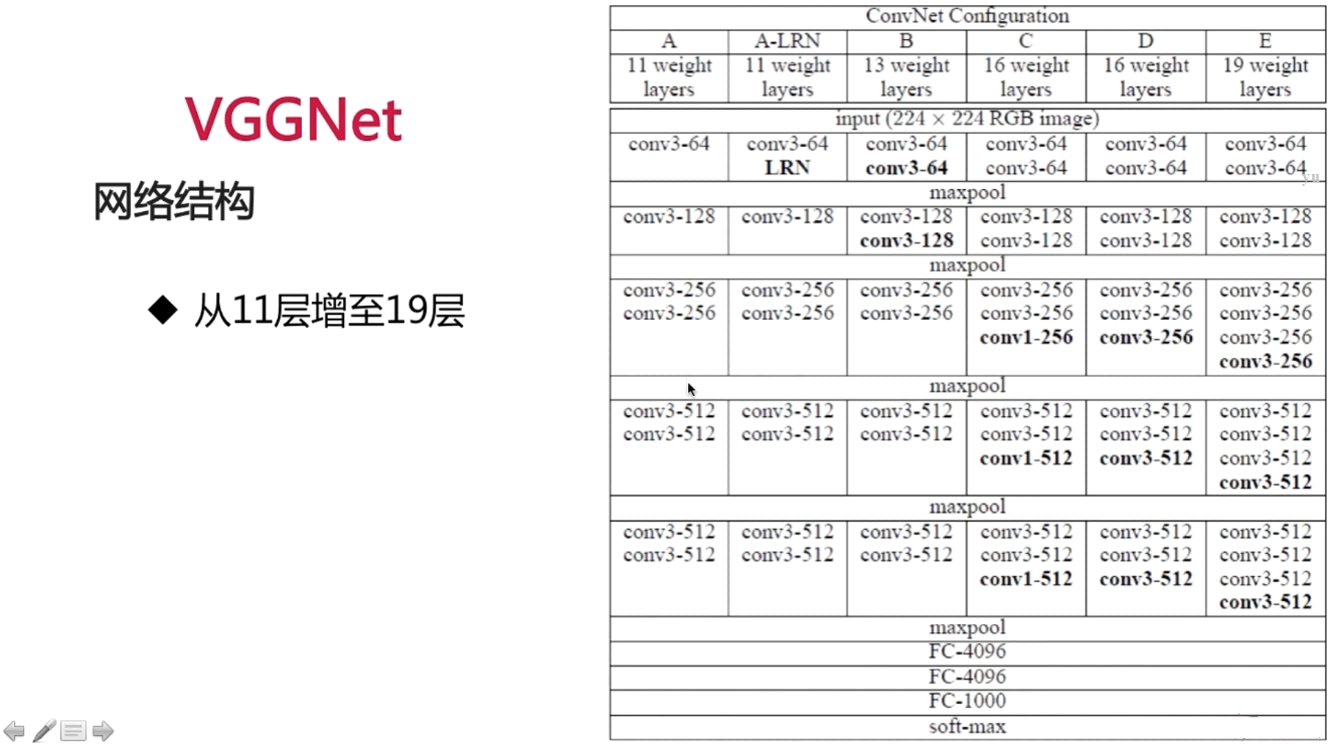 VGGNet
网络结构
◆ 从11层增至19层
ConvNet Configuration
A A-LRN B C D E
11 weight 11 weight 13 weight 16 weight 16 weight 19 weight
layers layers layers layers layers layers
input (224 × 224 RGB image)
conv3-64 conv3-64 conv3-64 conv3-64 conv3-64 conv3-64
LRN conv3-64 conv3-64 conv3-64 conv3-64
maxpool
conv3-128 conv3-128 conv3-128 conv3-128 conv3-128 conv3-128
conv3-128 conv3-128 conv3-128 conv3-128
maxpool
conv3-256 conv3-256 conv3-256 conv3-256 conv3-256 conv3-256
conv3-256 conv3-256 conv3-256 conv3-256 conv3-256 conv3-256
conv1-256 conv3-256 conv3-256
conv3-256
maxpool
conv3-512 conv3-512 conv3-512 conv3-512 conv3-512 conv3-512
conv3-512 conv3-512 conv3-512 conv3-512 conv3-512 conv3-512
conv1-512 conv3-512 conv3-512
conv3-512
maxpool
conv3-512 conv3-512 conv3-512 conv3-512 conv3-512 conv3-512
conv3-512 conv3-512 conv3-512 conv3-512 conv3-512 conv3-512
conv1-512 conv3-512 conv3-512
conv3-512
maxpool
FC-4096
FC-4096
FC-1000
soft-max